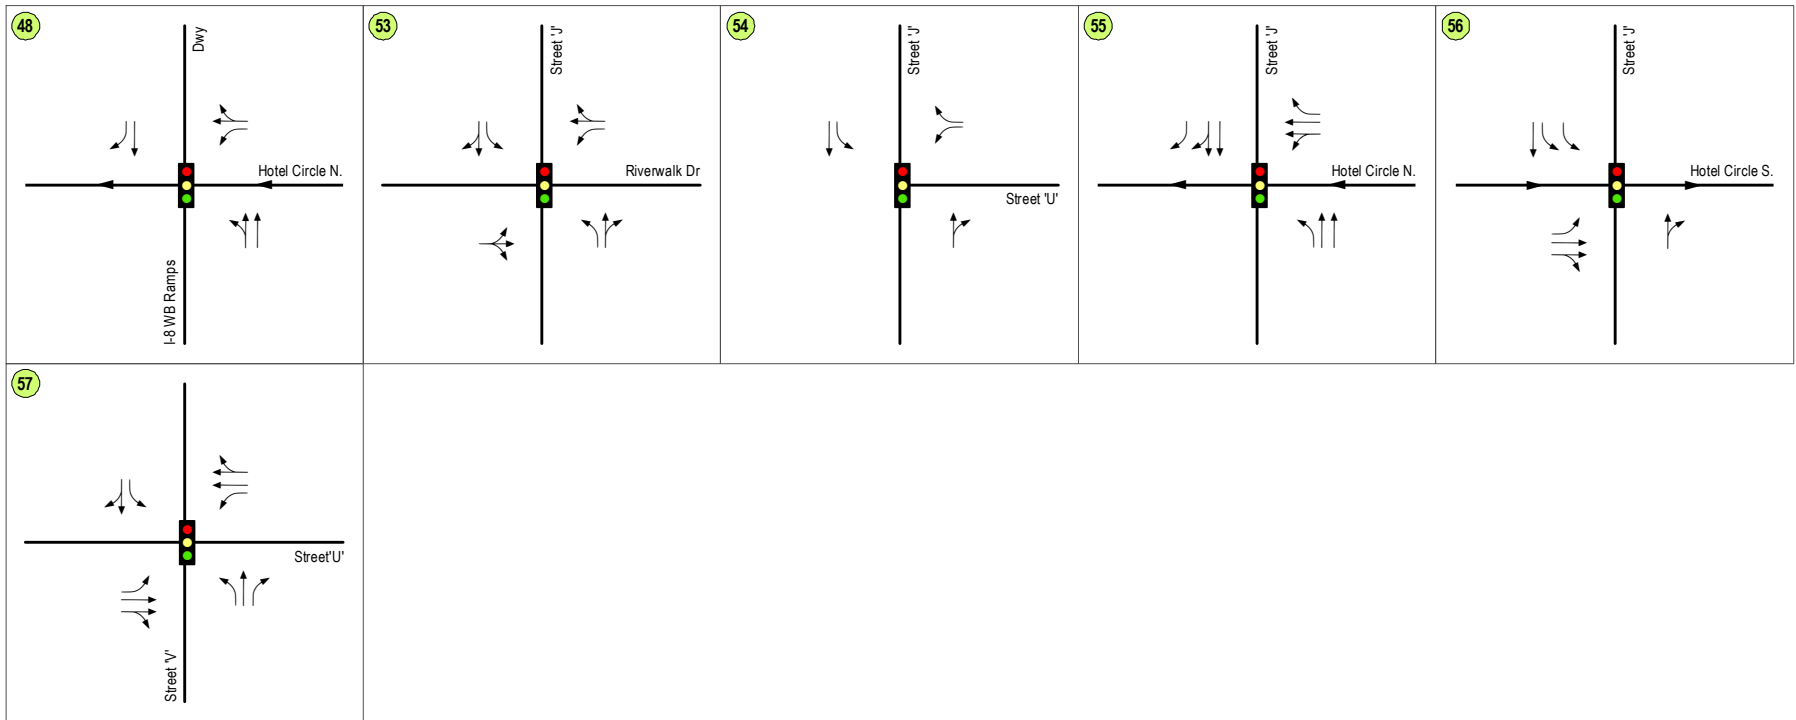 48
Dwy
Hotel Circle N.
I-8 WB Ramps
53
Street 'J'
Riverwalk Dr
54
Street 'J'
Street 'U'
55
Street 'J'
Hotel Circle N.
56
Street 'J'
Hotel Circle S.
57
Street'U'
Street 'V'